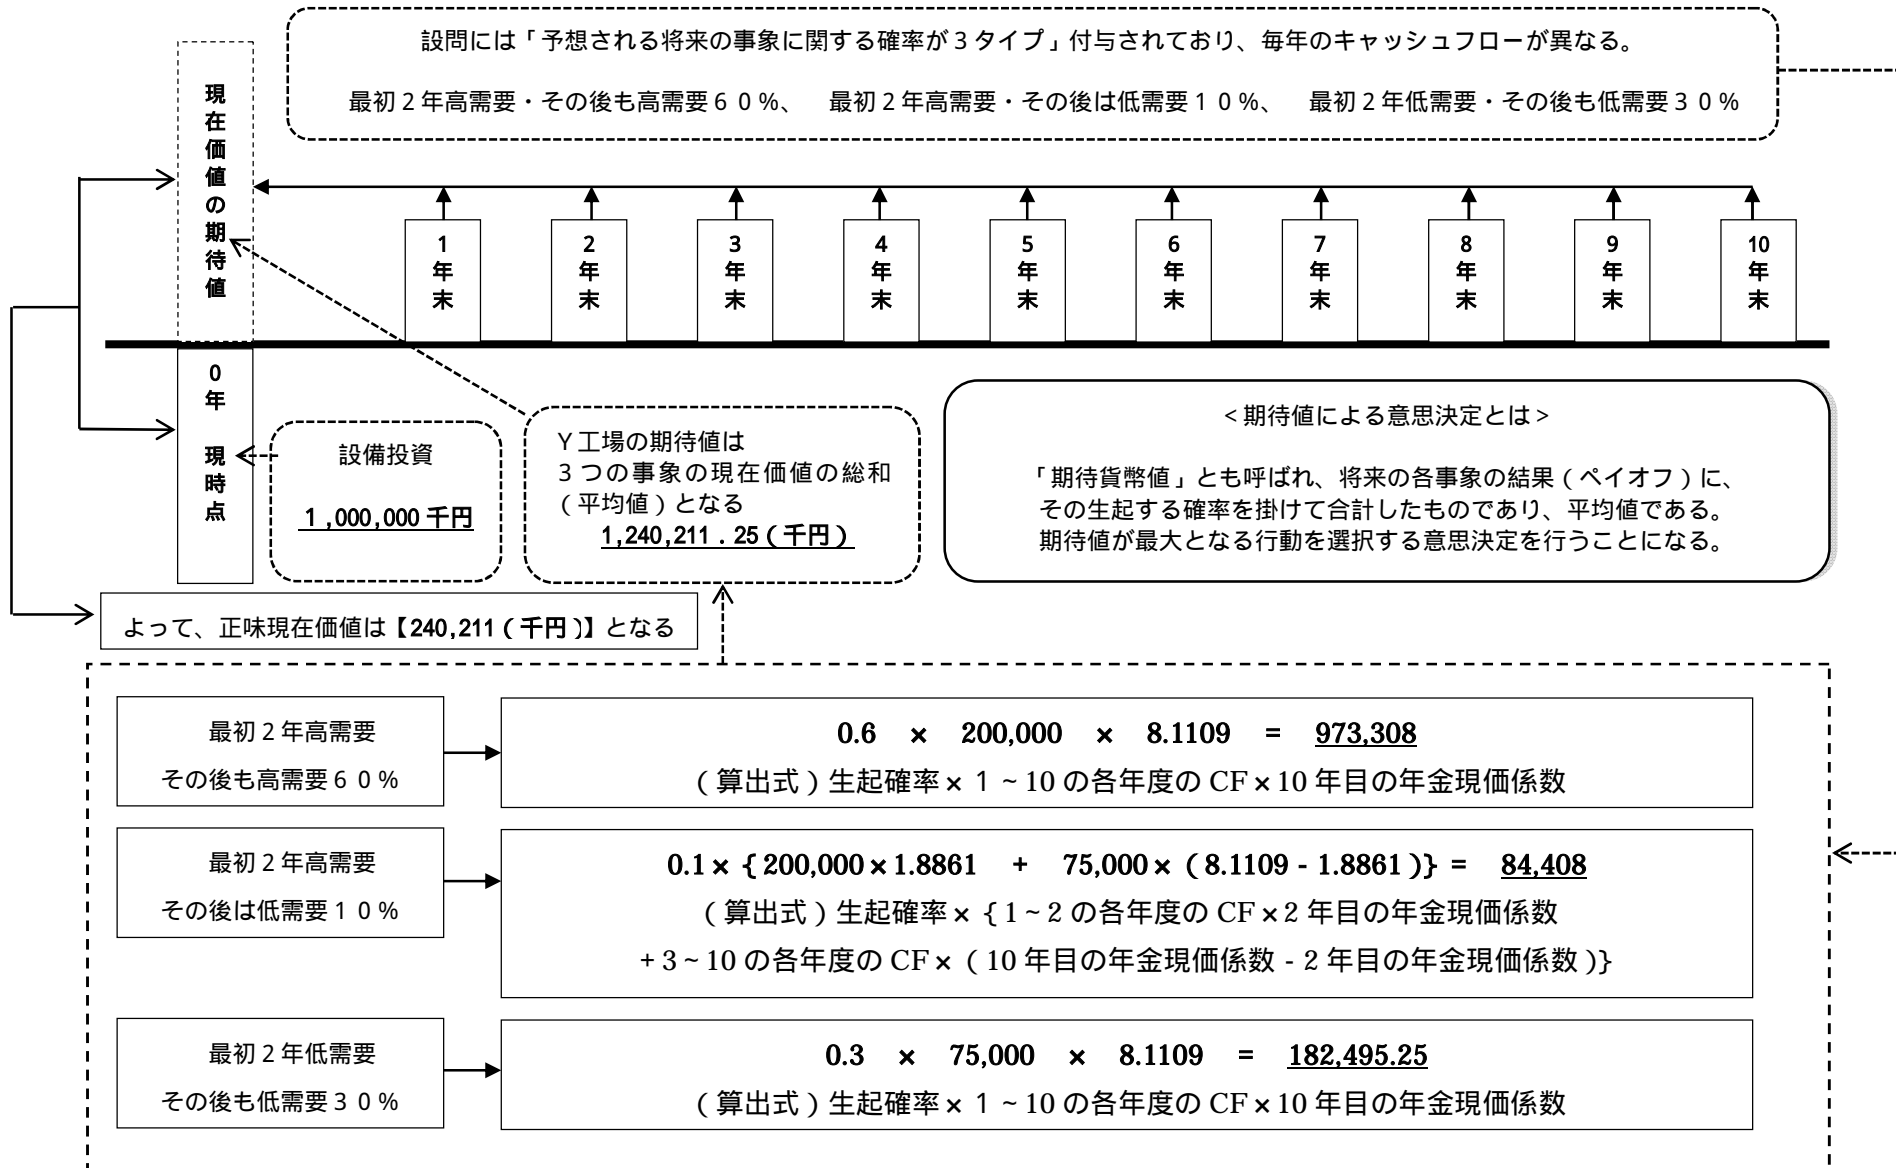 設問には「予想される将来の事象に関する確率が３タイプ」付与されており、毎年のキャッシュフローが異なる。
最初２年高需要・その後も高需要６０％、　最初２年高需要・その後は低需要１０％、　最初２年低需要・その後も低需要３０％
現在価値の期待値
1年末
2年末
3年末
4年末
5年末
6年末
7年末
8年末
9年末
10年末
0年　現時点
設備投資
1,000,000千円
Ｙ工場の期待値は
３つの事象の現在価値の総和
（平均値）となる
1,240,211．25（千円）
＜期待値による意思決定とは＞
「期待貨幣値」とも呼ばれ、将来の各事象の結果（ペイオフ）に、
その生起する確率を掛けて合計したものであり、平均値である。
期待値が最大となる行動を選択する意思決定を行うことになる。
よって、正味現在価値は【240,211（千円）】となる
最初２年高需要
その後も高需要６０％
0.6　×　200,000　×　8.1109　=　973,308
（算出式）生起確率×１～10の各年度のCF×10年目の年金現価係数
最初２年高需要
その後は低需要１０％
0.1×｛200,000×1.8861　+　75,000×（8.1109 - 1.8861）｝=　84,408
（算出式）生起確率×｛1～2の各年度のCF×2年目の年金現価係数
+3～10の各年度のCF×（10年目の年金現価係数 - 2年目の年金現価係数）｝
最初２年低需要
その後も低需要３０％
0.3　×　75,000　×　8.1109　=　182,495.25
（算出式）生起確率×１～10の各年度のCF×10年目の年金現価係数